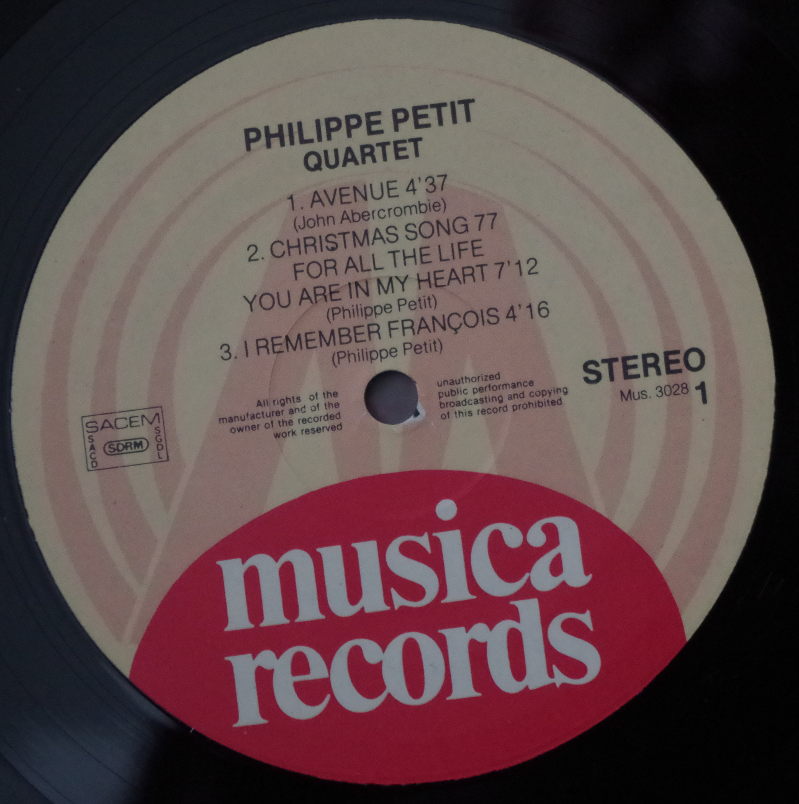 PHILIPPE PETIT
QUARTET
1. AVENUE 4'37
(John Abercrombie)
2. CHRISTMAS SONG 77
FOR ALL THE LIFE
YOU ARE IN MY HEART 7'12
(Philippe Petit)
3. I REMEMBER FRANÇOIS 4'16
(Philippe Petit)
All rights of the
manufacturer and of the
owner of the recorded
work reserved
unauthorized
public performance
broadcasting and copying
of this record prohibited.
STEREO
Mus. 3028 1
SACEM
SACD
SDRM
SGDL
musica
records